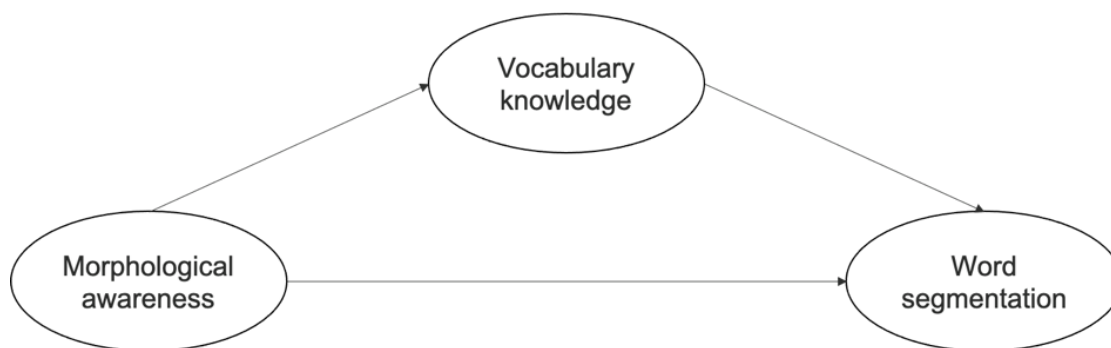 Vocabulary
knowledge
Morphological
awareness
Word
segmentation